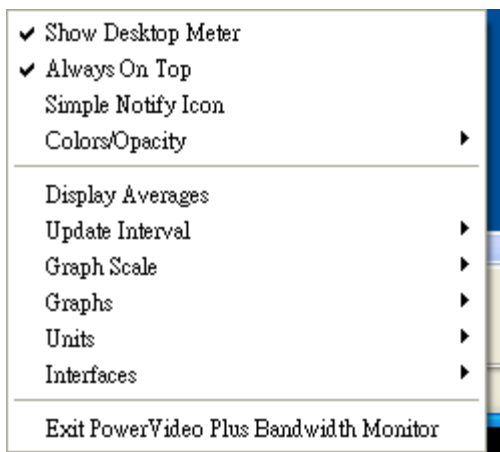 Show Desktop Meter
Always On Top
Simple Notify Icon
Colors/Opacity
Display Averages
Update Interval
Graph Scale
Graphs
Units
Interfaces
Exit PowerVideo Plus Bandwidth Monitor